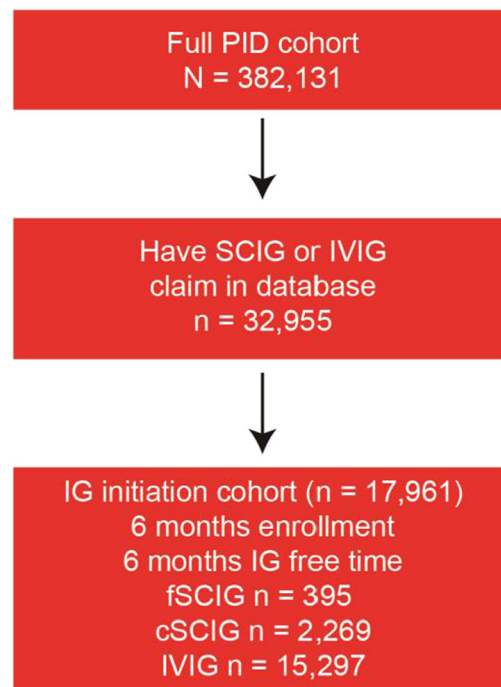 Full PID cohort
N = 382,131
Have SCIG or IVIG
claim in database
n = 32,955
IG initiation cohort (n = 17,961)
6 months enrollment
6 months IG free time
fSCIG n = 395
cSCIG n = 2,269
IVIG n = 15,297